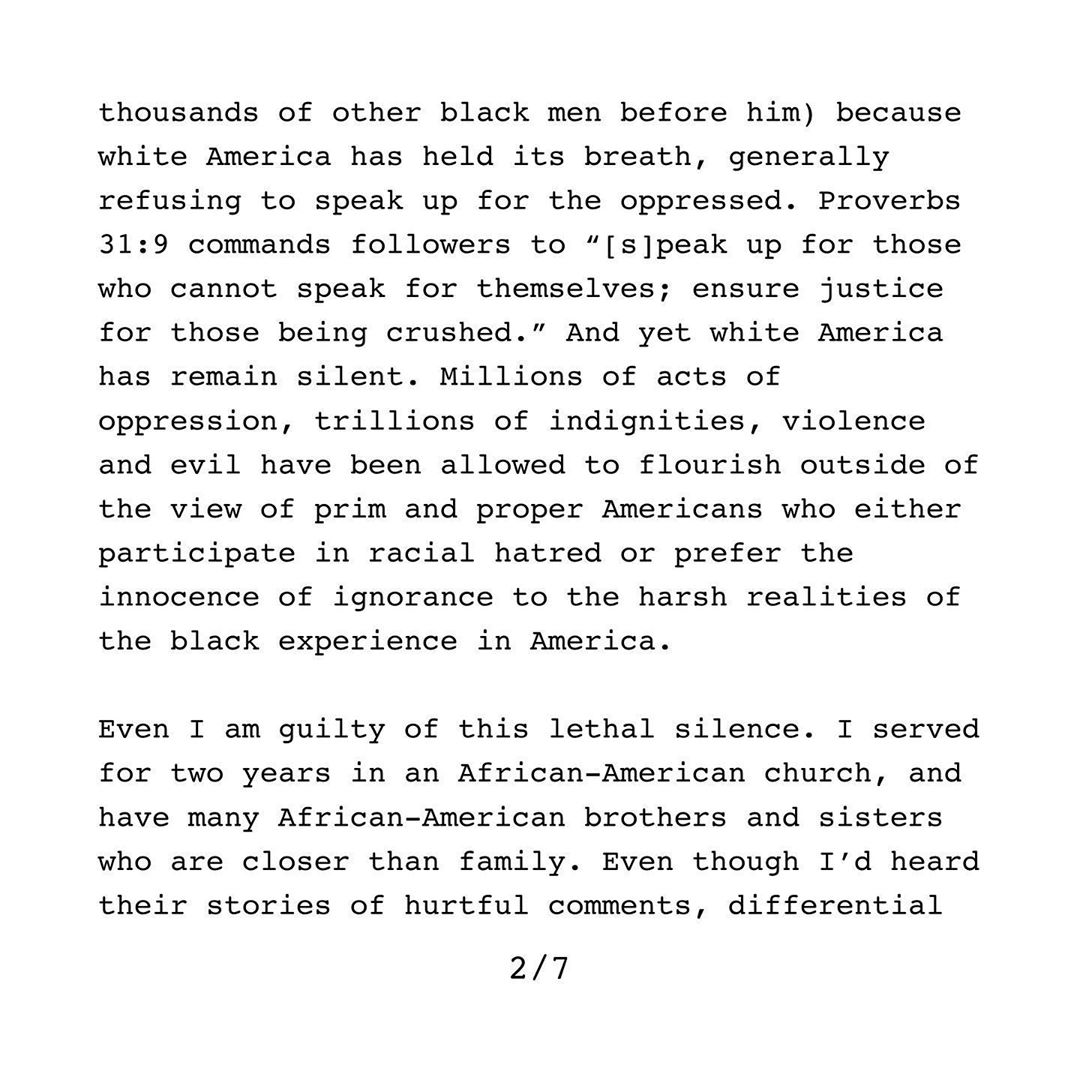 thousands of other black men before him) because
white America has held its breath, generally
refusing to speak up for the oppressed. Proverbs
31:9 commands followers to “[s]peak up for those
who cannot speak for themselves; ensure justice
for those being crushed.” And yet white America
has remain silent. Millions of acts of
oppression, trillions of indignities, violence
and evil have been allowed to flourish outside of
the view of prim and proper Americans who either
participate in racial hatred or prefer the
innocence of ignorance to the harsh realities of
the black experience in America.
Even I am guilty of this lethal silence. I served
for two years in an African-American church, and
have many African-American brothers and sisters
who are closer than family. Even though I’d heard
their stories of hurtful comments, differential
2/7